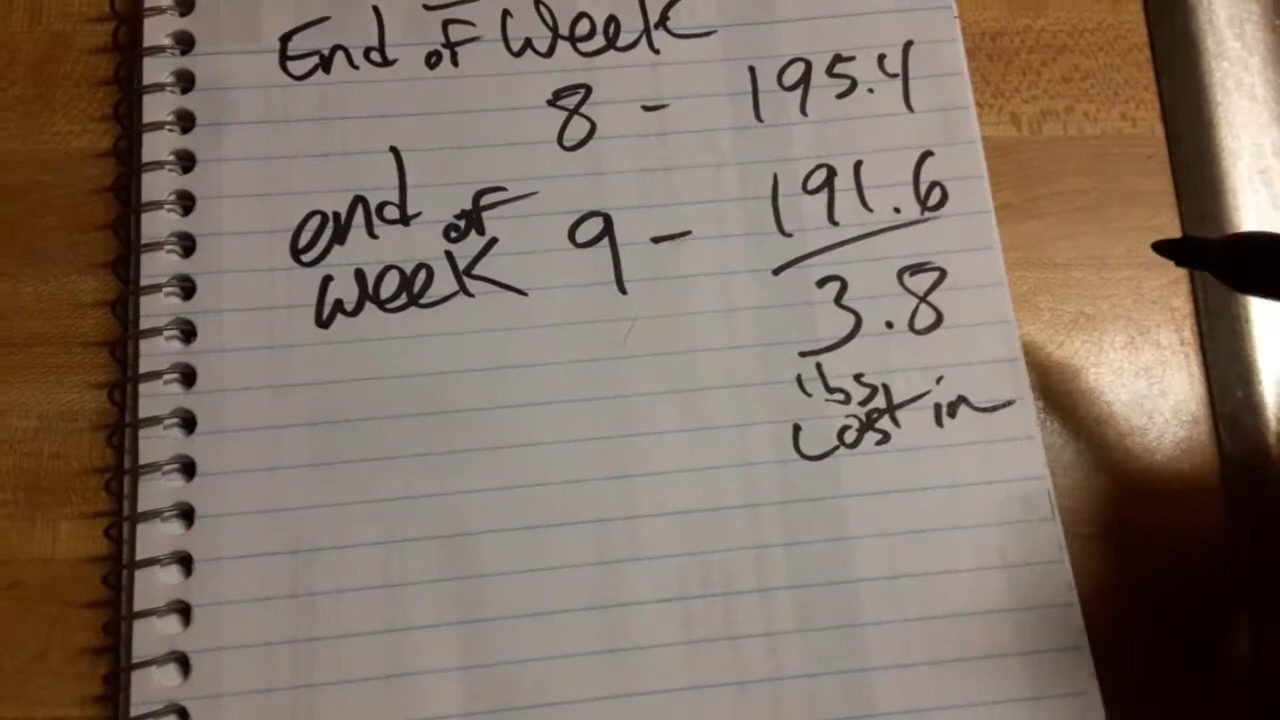 End of Week
8 - 195.4
end of
week 9 - 191.6
3.8
lbs
Lost in